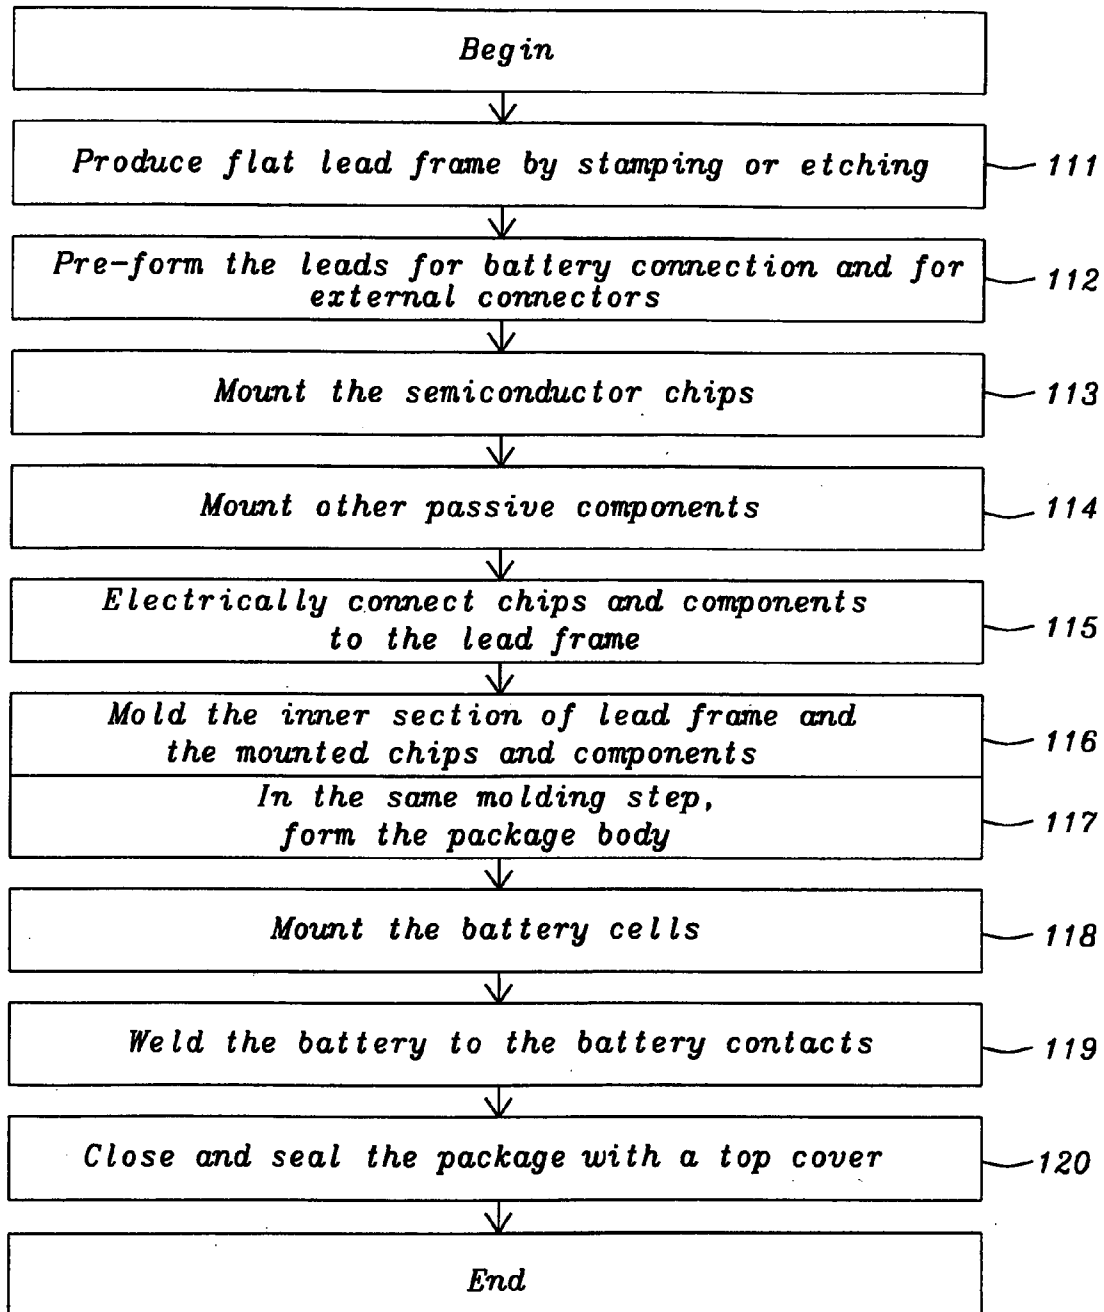 Begin
Produce flat lead frame by stamping or etching
111
Pre-form the leads for battery connection and for
external connectors
112
Mount the semiconductor chips
113
Mount other passive components
114
Electrically connect chips and components
to the lead frame
115
Mold the inner section of lead frame and
the mounted chips and components
116
In the same molding step,
form the package body
117
Mount the battery cells
118
Weld the battery to the battery contacts
119
Close and seal the package with a top cover
120
End